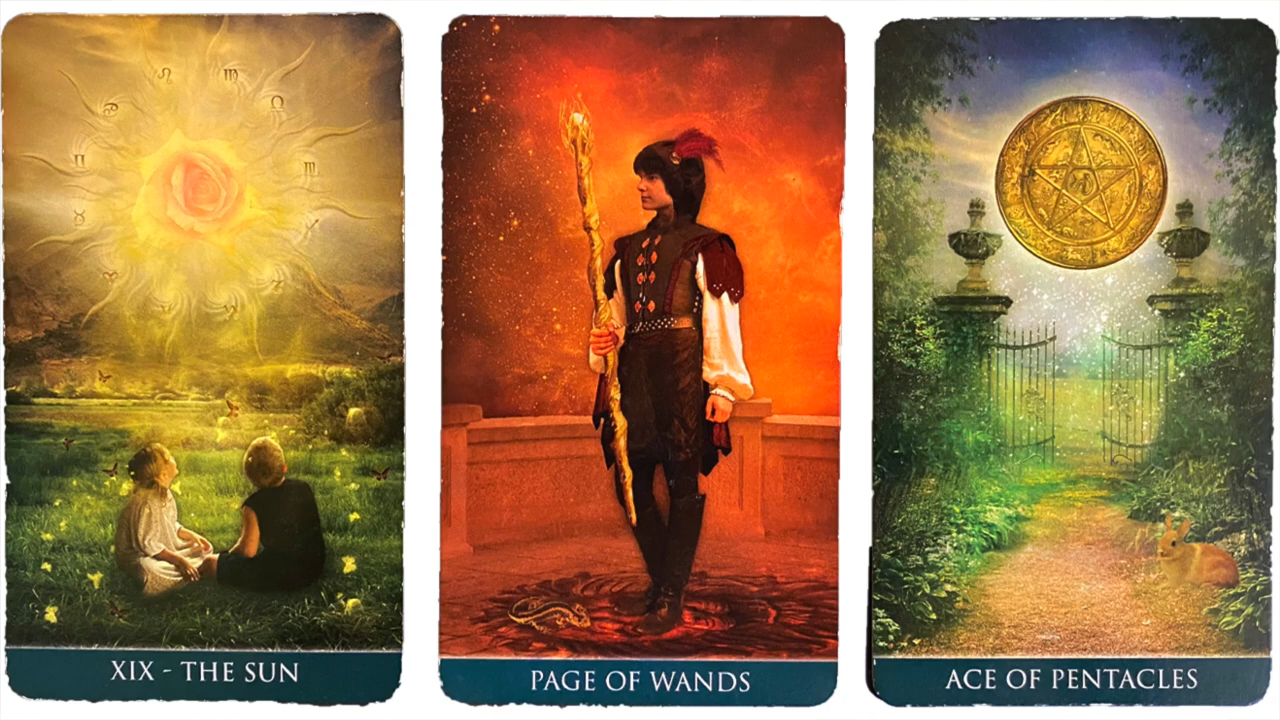 XIX - THE SUN
PAGE OF WANDS
ACE OF PENTACLES